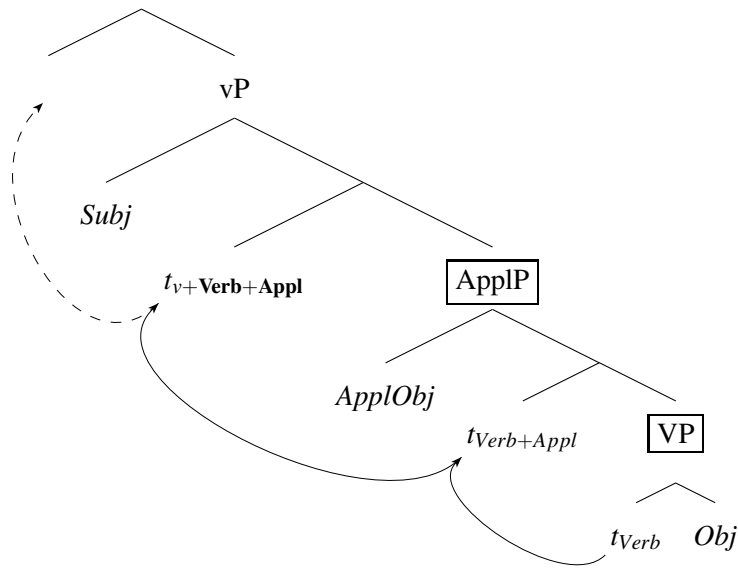 vP
Subj
t_{v+Verb+Appl} ApplP
ApplObj
t_{Verb+Appl} VP
t_{Verb} Obj